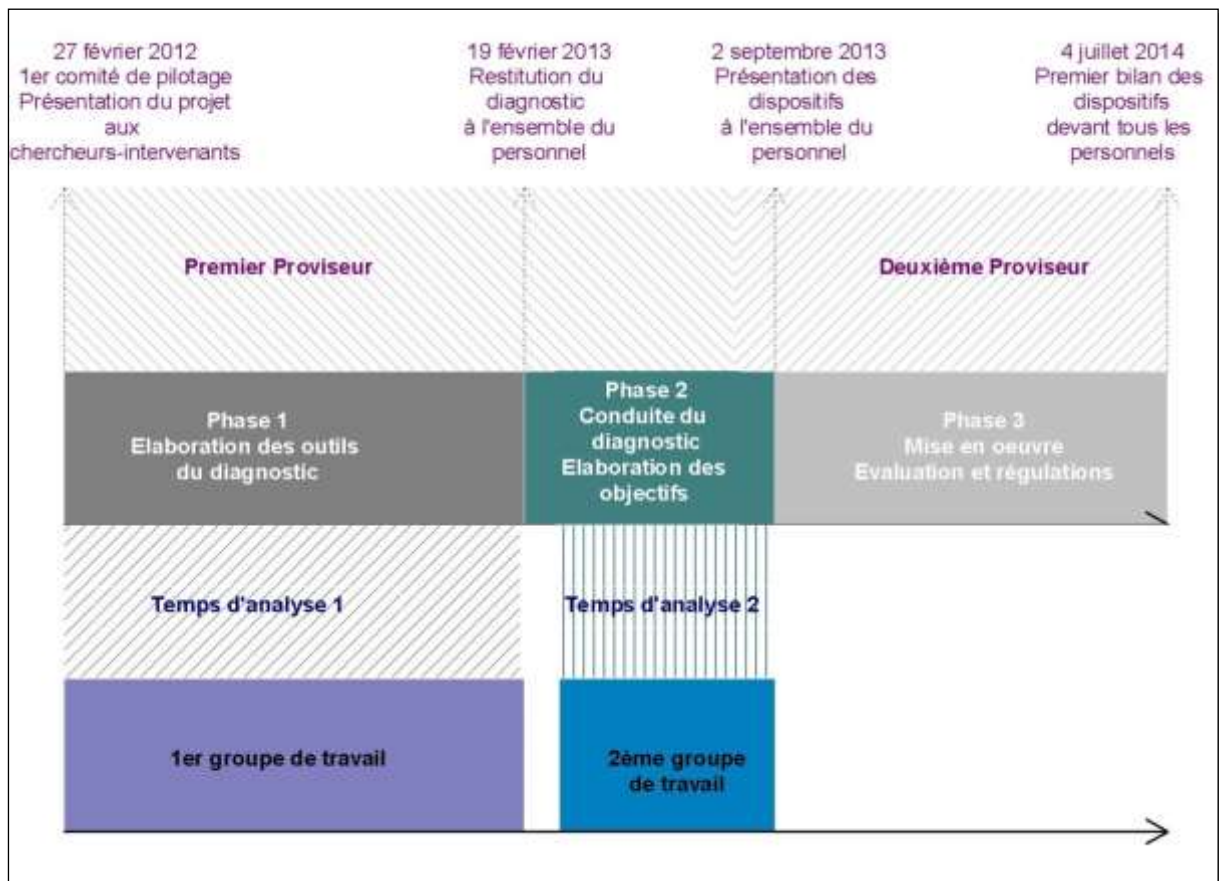 27 février 2012
1er comité de pilotage
Présentation du projet
aux
chercheurs-intervenants
19 février 2013
Restitution du
diagnostic
à l'ensemble du
personnel
2 septembre 2013
Présentation des
dispositifs
à l'ensemble du
personnel
4 juillet 2014
Premier bilan des
dispositifs
devant tous les
personnels
Premier Proviseur
Deuxième Proviseur
Phase 1
Elaboration des outils
du diagnostic
Phase 2
Conduite du
diagnostic
Elaboration des
objectifs
Phase 3
Mise en oeuvre
Evaluation et régulations
Temps d'analyse 1
Temps d'analyse 2
1er groupe de travail
2ème groupe
de travail